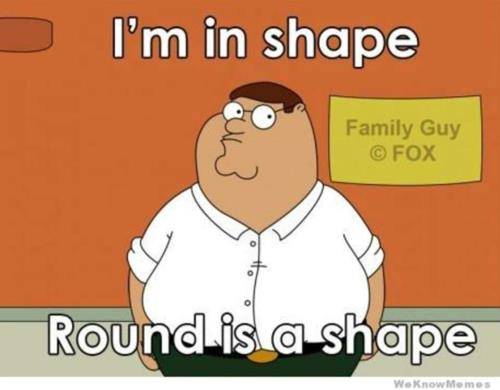 I'm in shape
Family Guy
© FOX
Round is a shape
WeKnowMemes